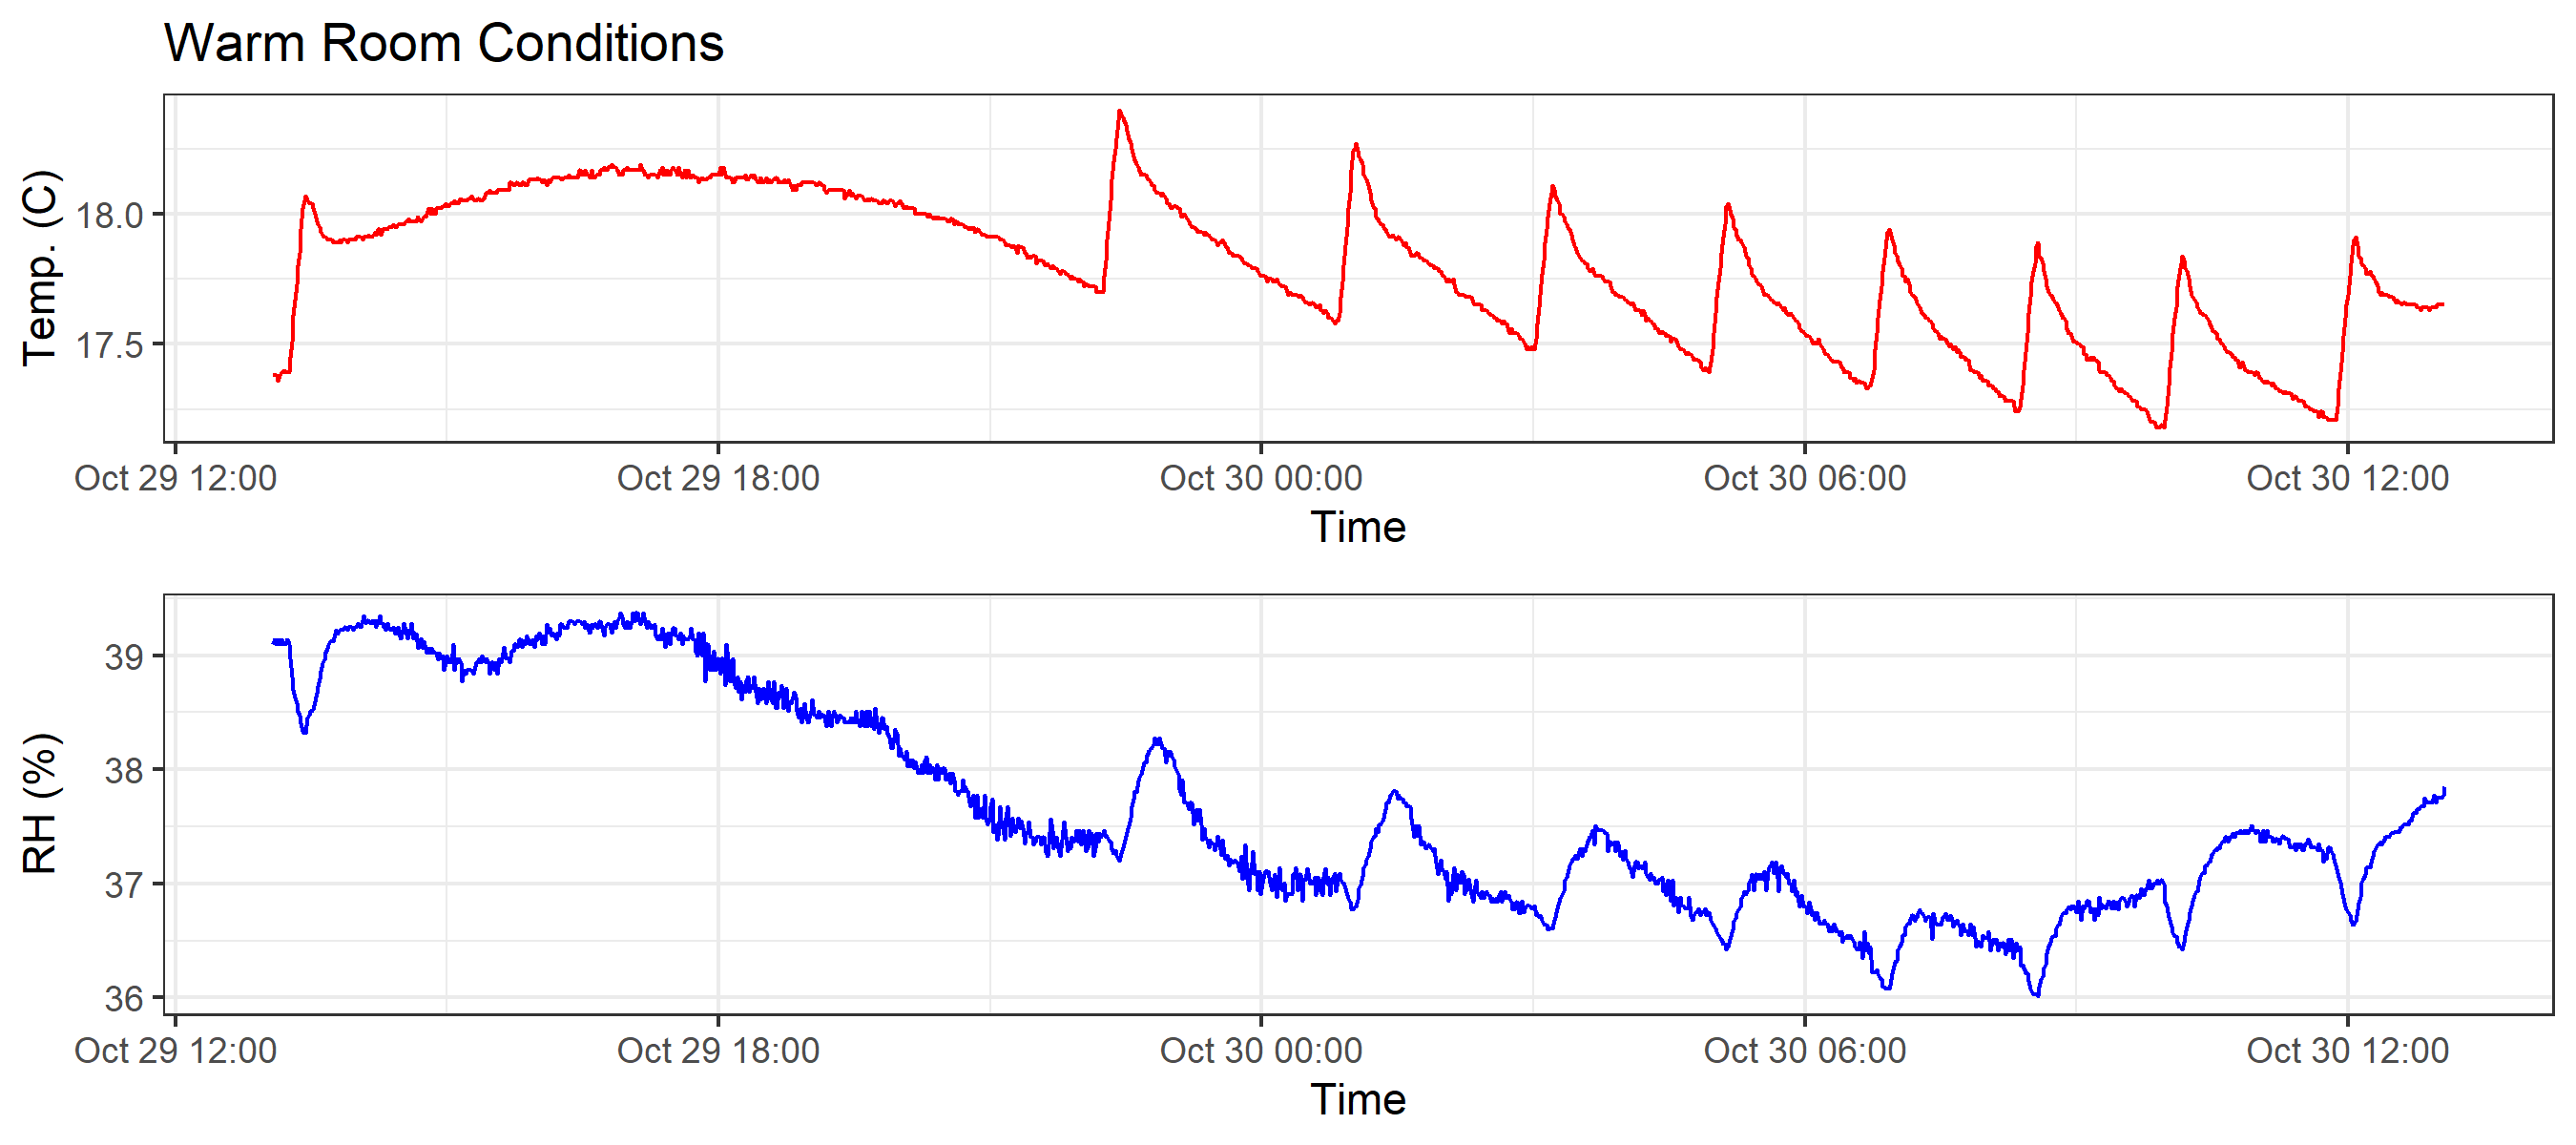 Warm Room Conditions
Temp. (C)
18.0
17.5
Oct 29 12:00 Oct 29 18:00 Oct 30 00:00 Oct 30 06:00 Oct 30 12:00
Time
RH (%)
39
38
37
36
Oct 29 12:00 Oct 29 18:00 Oct 30 00:00 Oct 30 06:00 Oct 30 12:00
Time